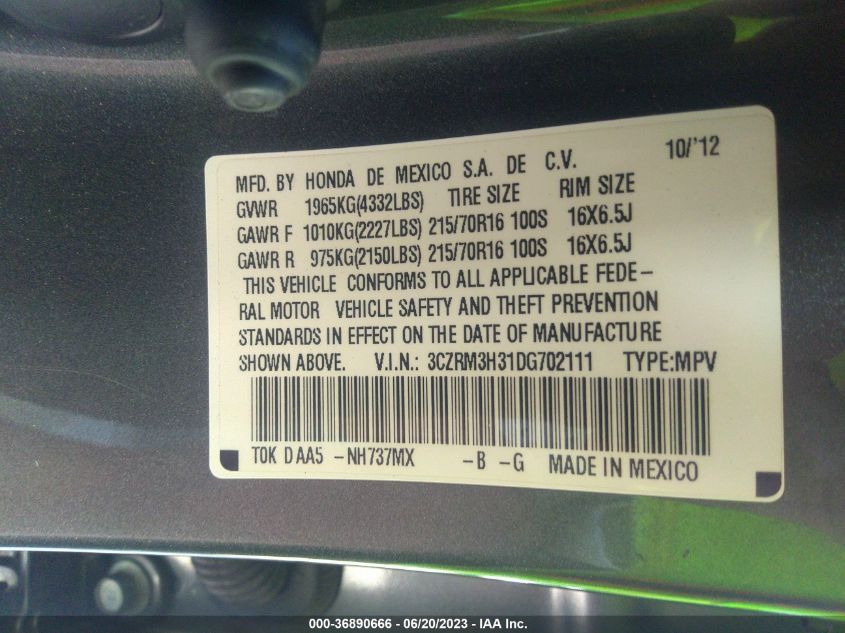 10/'12
MFD. BY HONDA DE MEXICO S.A. DE C.V.
GVWR 1965KG(4332LBS) TIRE SIZE RIM SIZE
GAWR F 1010KG(2227LBS) 215/70R16 100S 16X6.5J
GAWR R 975KG(2150LBS) 215/70R16 100S 16X6.5J
THIS VEHICLE CONFORMS TO ALL APPLICABLE FEDE-
RAL MOTOR VEHICLE SAFETY AND THEFT PREVENTION
STANDARDS IN EFFECT ON THE DATE OF MANUFACTURE
SHOWN ABOVE. V.I.N.: 3CZRM3H31DG702111 TYPE:MPV
T0K D AA5 -NH737MX -B -G MADE IN MEXICO
000-36890666 - 06/20/2023 - IAA Inc.